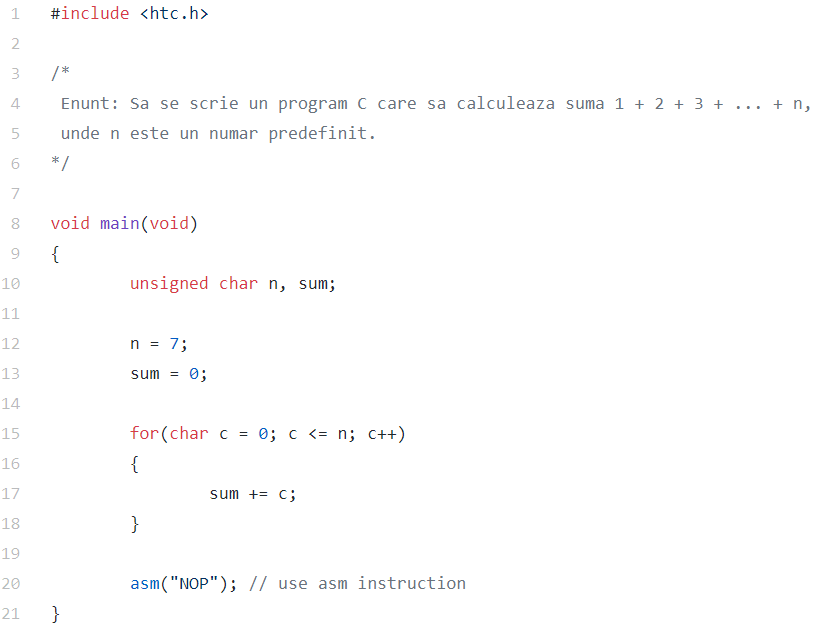 1 #include <htc.h>
2
3 /*
4 Enunt: Sa se scrie un program C care sa calculeaza suma 1 + 2 + 3 + ... + n,
5 unde n este un numar predefinit.
6 */
7
8 void main(void)
9 {
10 unsigned char n, sum;
11
12 n = 7;
13 sum = 0;
14
15 for(char c = 0; c <= n; c++)
16 {
17 sum += c;
18 }
19
20 asm("NOP"); // use asm instruction
21 }